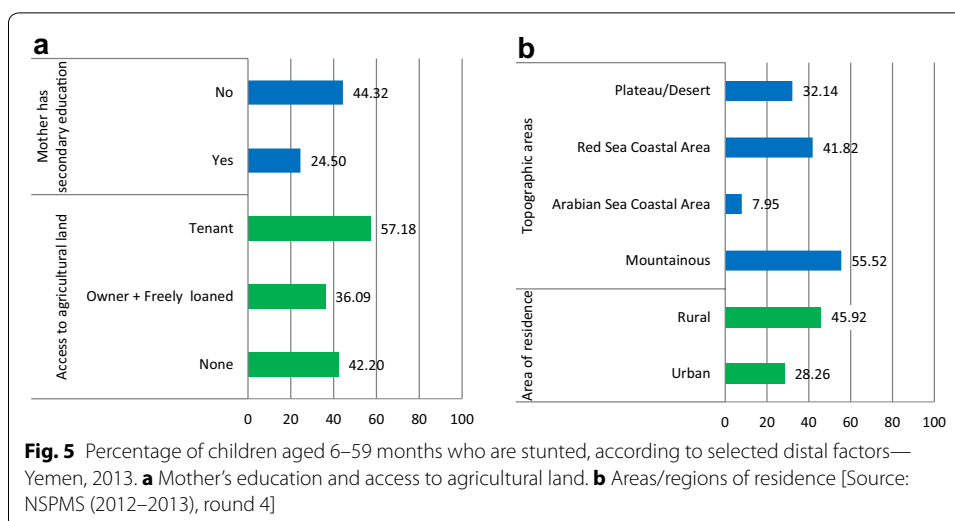 a
Mother has
secondary education
No
44.32
Yes
24.50
Access to agricultural land
Tenant
57.18
Owner + Freely loaned
36.09
None
42.20
0 20 40 60 80 100
b
Topographic areas
Plateau/Desert
32.14
Red Sea Coastal Area
41.82
Arabian Sea Coastal Area
7.95
Mountainous
55.52
Area of residence
Rural
45.92
Urban
28.26
0 20 40 60 80 100
Fig. 5 Percentage of children aged 6–59 months who are stunted, according to selected distal factors—
Yemen, 2013. a Mother's education and access to agricultural land. b Areas/regions of residence [Source:
NSPMS (2012–2013), round 4]